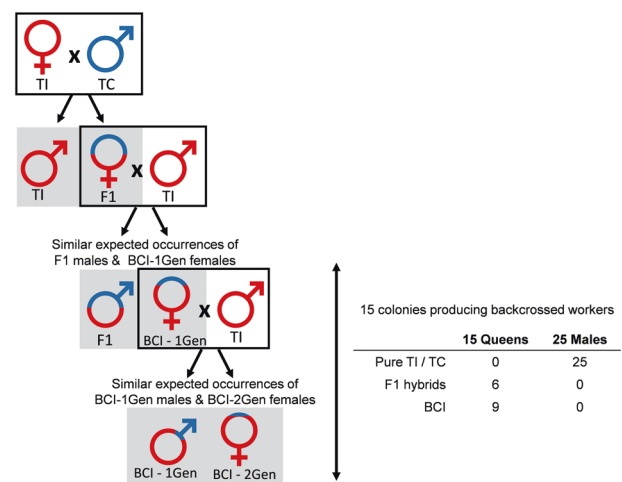 X
TI
TC
X
TI
F1
TI
Similar expected occurrences of
F1 males & BCI-1Gen females
X
F1
BCI - 1Gen
TI
Similar expected occurrences of
BCI-1Gen males & BCI-2Gen females
BCI - 1Gen
BCI - 2Gen
15 colonies producing backcrossed workers
15 Queens 25 Males
Pure TI / TC 0 25
F1 hybrids 6 0
BCI 9 0